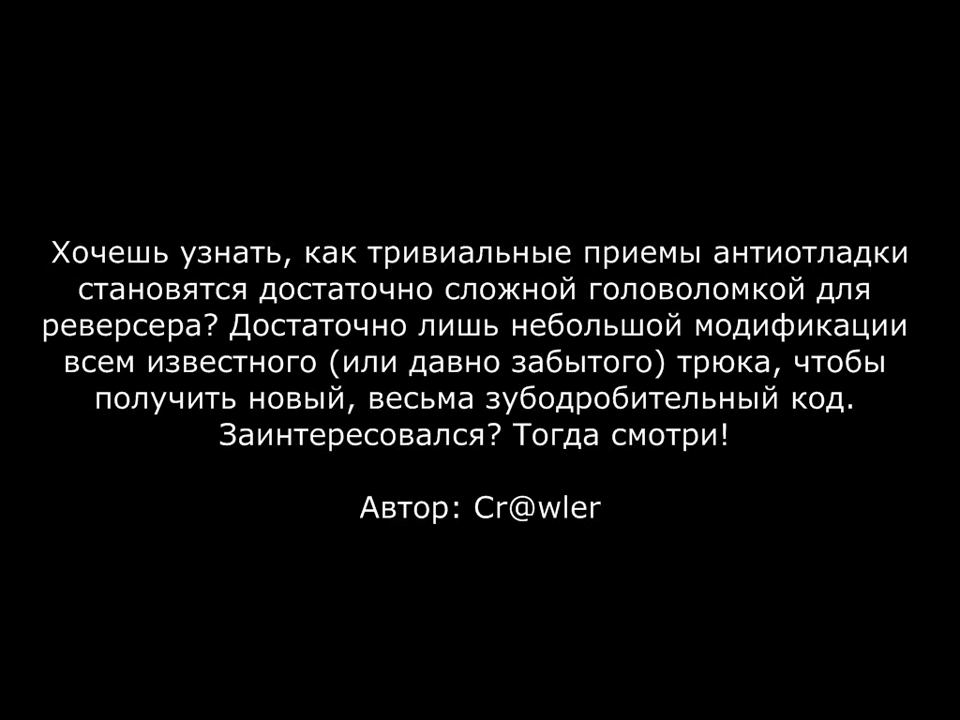 Хочешь узнать, как тривиальные приемы антиотладки
становятся достаточно сложной головоломкой для
реверсера? Достаточно лишь небольшой модификации
всем известного (или давно забытого) трюка, чтобы
получить новый, весьма зубодробительный код.
Заинтересовался? Тогда смотри!
Автор: Cr@wler